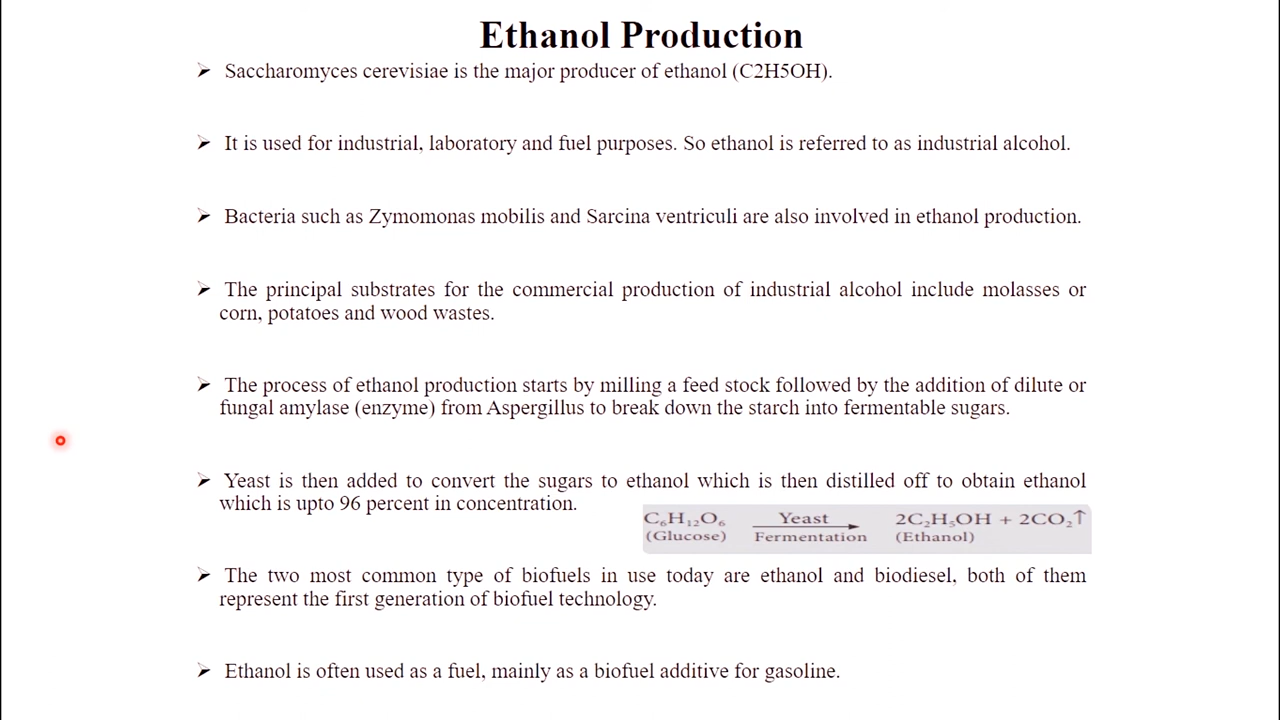 Ethanol Production
➢ Saccharomyces cerevisiae is the major producer of ethanol (C2H5OH).
➢ It is used for industrial, laboratory and fuel purposes. So ethanol is referred to as industrial alcohol.
➢ Bacteria such as Zymomonas mobilis and Sarcina ventriculi are also involved in ethanol production.
➢ The principal substrates for the commercial production of industrial alcohol include molasses or
corn, potatoes and wood wastes.
➢ The process of ethanol production starts by milling a feed stock followed by the addition of dilute or
fungal amylase (enzyme) from Aspergillus to break down the starch into fermentable sugars.
➢ Yeast is then added to convert the sugars to ethanol which is then distilled off to obtain ethanol
which is upto 96 percent in concentration.
C₆H₁₂O₆ Yeast → 2C₂H₅OH + 2CO₂↑
(Glucose) Fermentation (Ethanol)
➢ The two most common type of biofuels in use today are ethanol and biodiesel, both of them
represent the first generation of biofuel technology.
➢ Ethanol is often used as a fuel, mainly as a biofuel additive for gasoline.